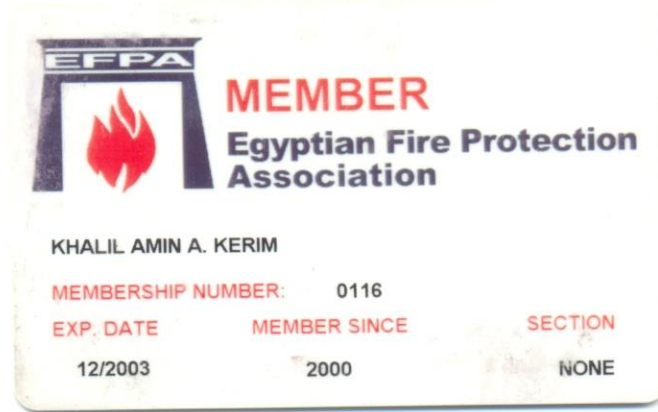 EFPA
MEMBER
Egyptian Fire Protection
Association
KHALIL AMIN A. KERIM
MEMBERSHIP NUMBER: 0116
EXP. DATE MEMBER SINCE SECTION
12/2003 2000 NONE